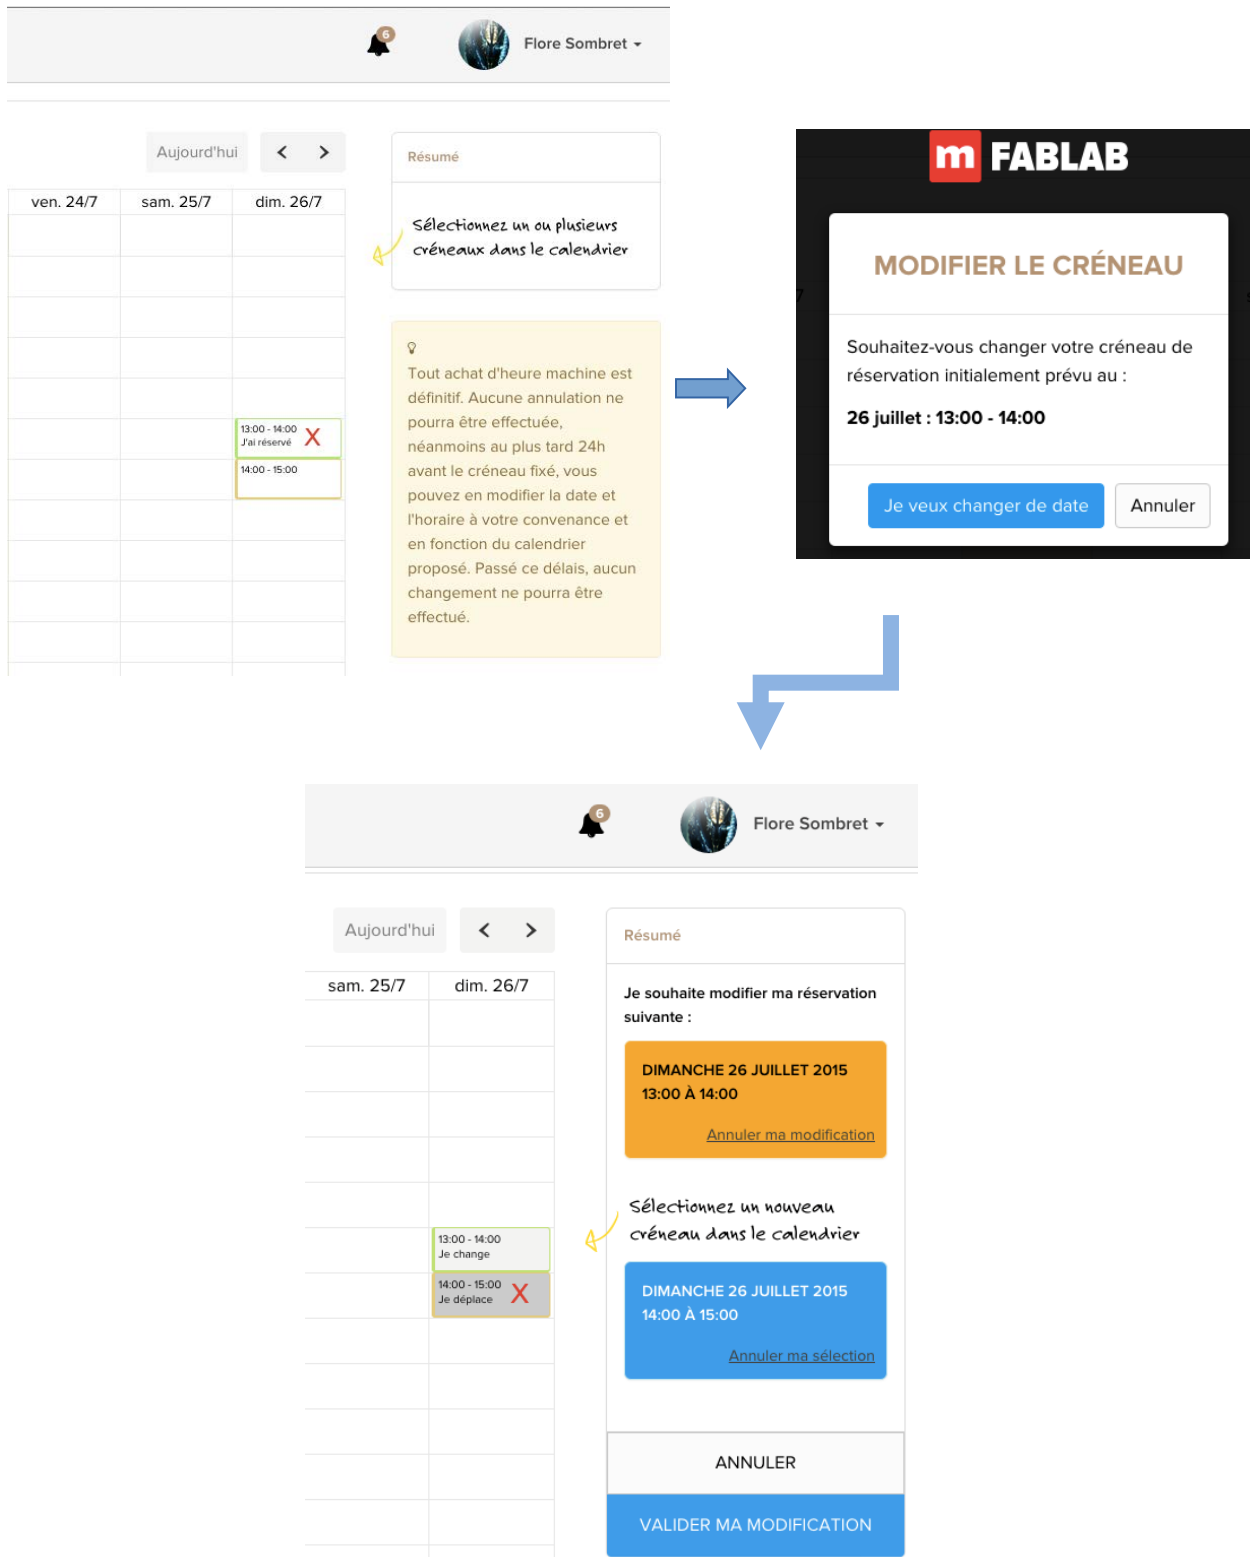 6
Flore Sombret
Aujourd'hui < >
ven. 24/7 sam. 25/7 dim. 26/7
13:00 - 14:00
J'ai réservé X
14:00 - 15:00
Résumé
Sélectionnez un ou plusieurs
créneaux dans le calendrier
Tout achat d'heure machine est
définitif. Aucune annulation ne
pourra être effectuée,
néanmoins au plus tard 24h
avant le créneau fixé, vous
pouvez en modifier la date et
l'horaire à votre convenance et
en fonction du calendrier
proposé. Passé ce délais, aucun
changement ne pourra être
effectué.
m FABLAB
7
MODIFIER LE CRÉNEAU
Souhaitez-vous changer votre créneau de
réservation initialement prévu au :
26 juillet : 13:00 - 14:00
Je veux changer de date Annuler
6
Flore Sombret
Aujourd'hui < >
sam. 25/7 dim. 26/7
13:00 - 14:00
Je change
14:00 - 15:00
Je déplace X
Résumé
Je souhaite modifier ma réservation
suivante :
DIMANCHE 26 JUILLET 2015
13:00 À 14:00
Annuler ma modification
Sélectionnez un nouveau
créneau dans le calendrier
DIMANCHE 26 JUILLET 2015
14:00 À 15:00
Annuler ma sélection
ANNULER
VALIDER MA MODIFICATION